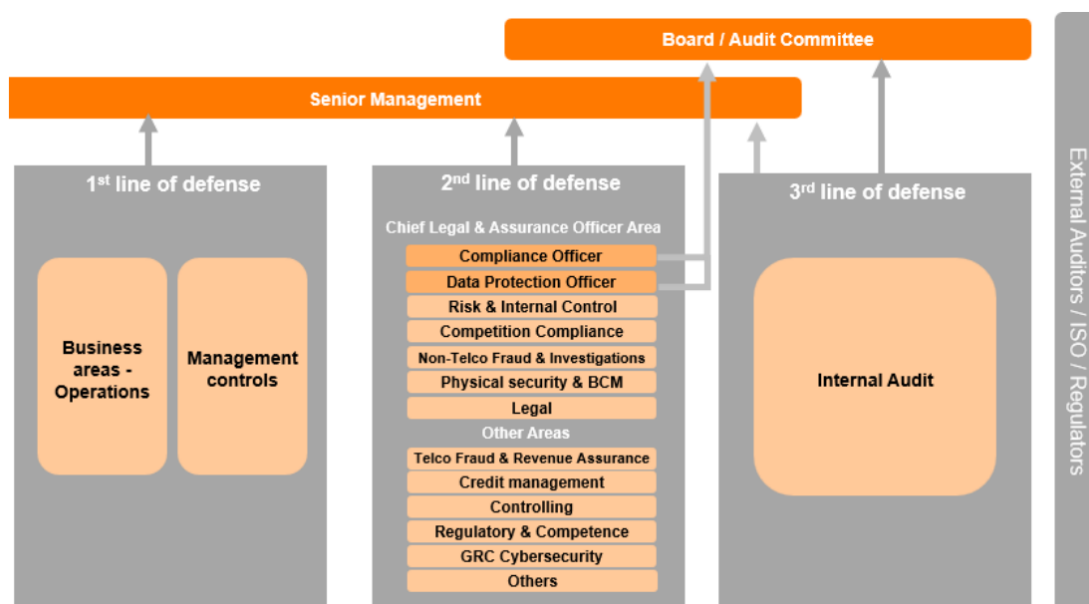 Board / Audit Committee
Senior Management
1st line of defense
Business
areas -
Operations
Management
controls
2nd line of defense
Chief Legal & Assurance Officer Area
Compliance Officer
Data Protection Officer
Risk & Internal Control
Competition Compliance
Non-Telco Fraud & Investigations
Physical security & BCM
Legal
Other Areas
Telco Fraud & Revenue Assurance
Credit management
Controlling
Regulatory & Competence
GRC Cybersecurity
Others
3rd line of defense
Internal Audit
External Auditors / ISO / Regulators